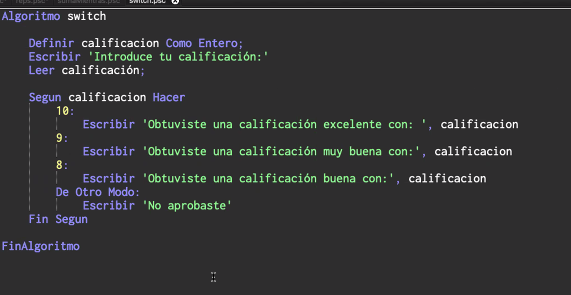 reps.psc sumamientras.psc switch.psc
Algoritmo switch
Definir calificacion Como Entero;
Escribir 'Introduce tu calificación:'
Leer calificación;
Segun calificacion Hacer
10:
Escribir 'Obtuviste una calificación excelente con: ', calificacion
9:
Escribir 'Obtuviste una calificación muy buena con:', calificacion
8:
Escribir 'Obtuviste una calificación buena con:', calificacion
De Otro Modo:
Escribir 'No aprobaste'
Fin Segun
FinAlgoritmo